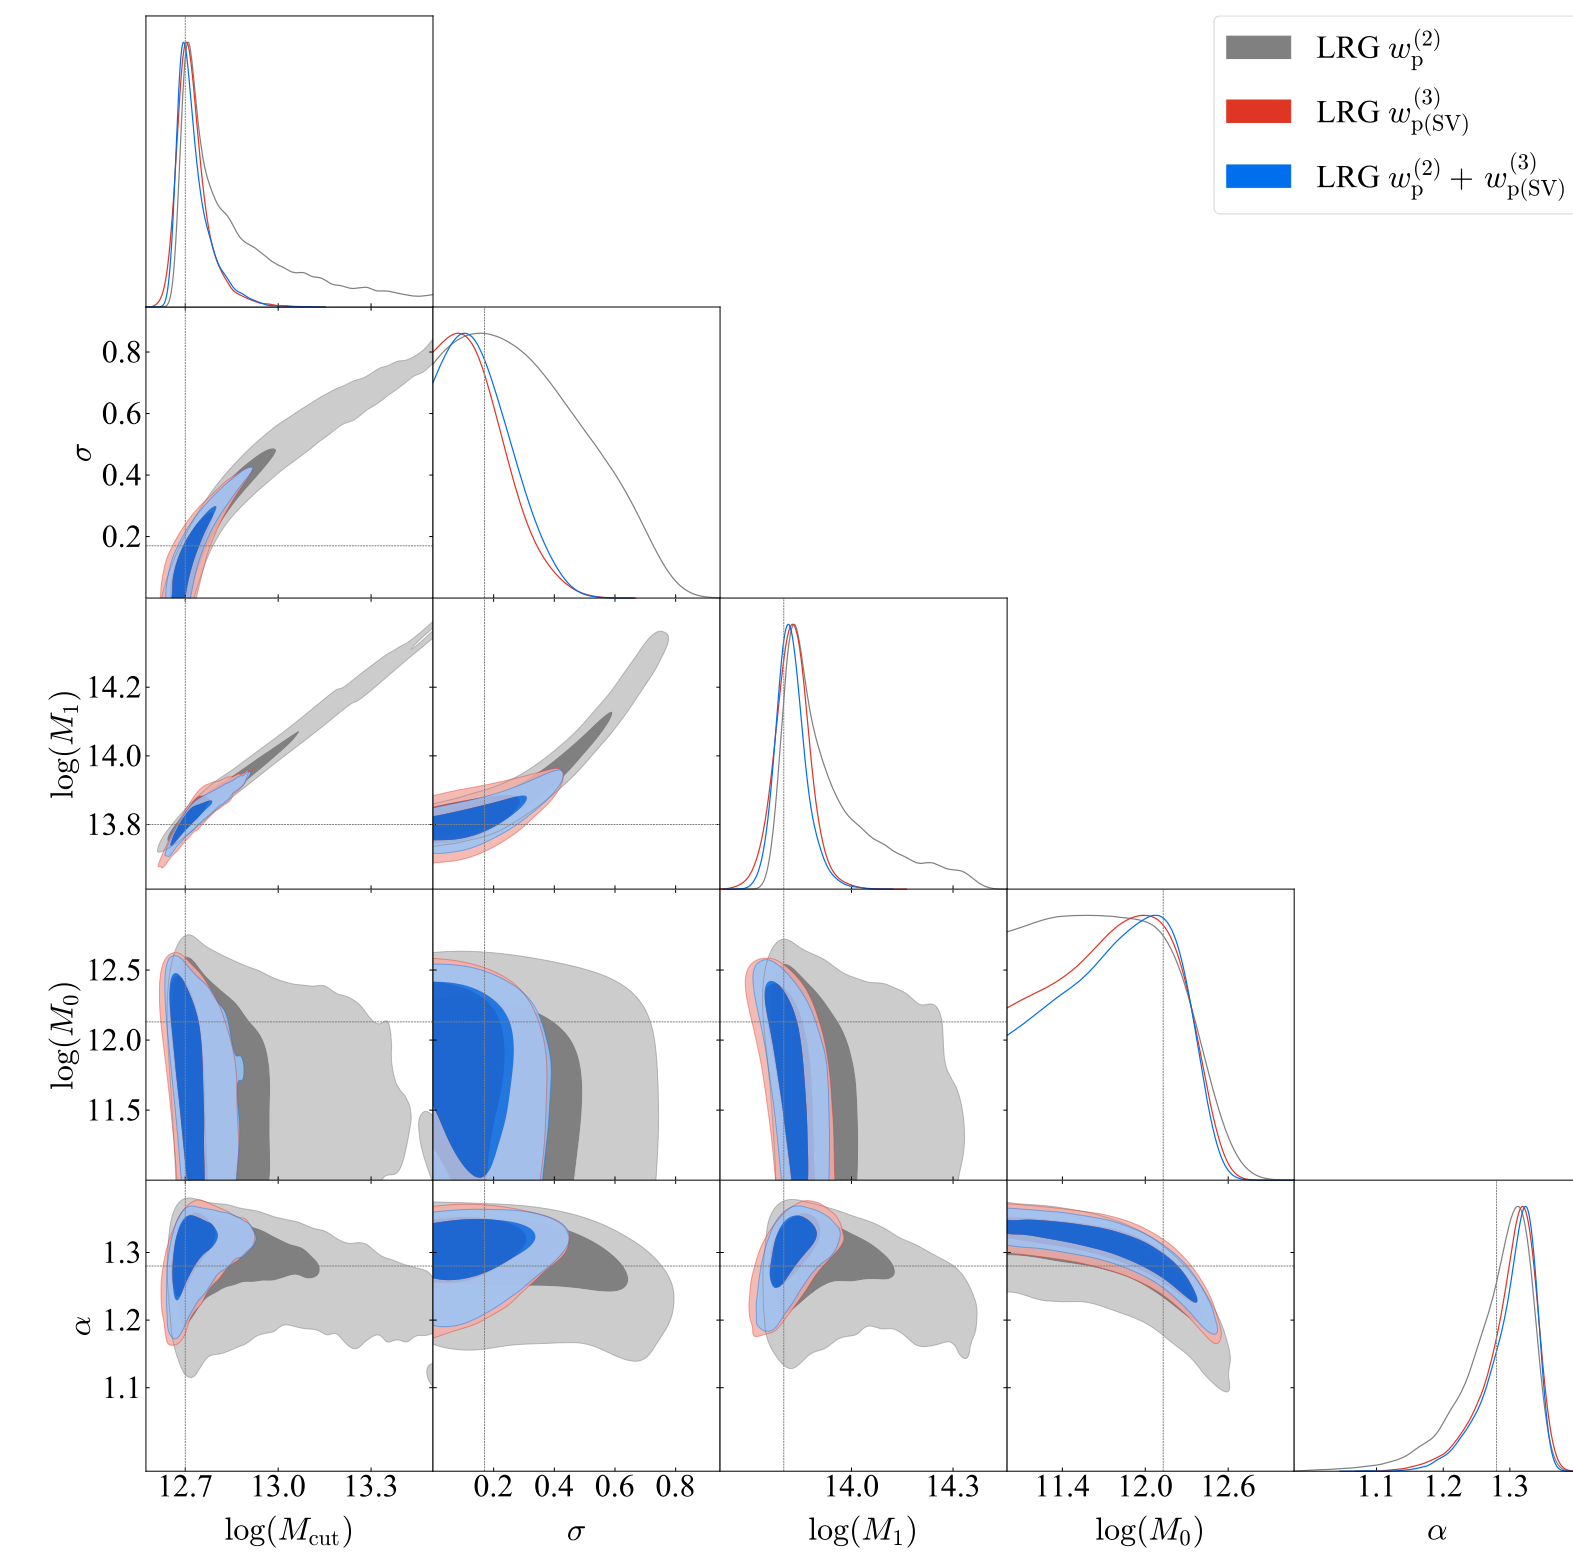 LRG w_p^(2)
LRG w_p(SV)^(3)
LRG w_p^(2) + w_p(SV)^(3)
0.8
0.6
σ
0.4
0.2
14.2
log(M_1)
14.0
13.8
12.5
log(M_0)
12.0
11.5
1.3
α
1.2
1.1
12.7 13.0 13.3 0.2 0.4 0.6 0.8 14.0 14.3 11.4 12.0 12.6 1.1 1.2 1.3
log(M_cut) σ log(M_1) log(M_0) α